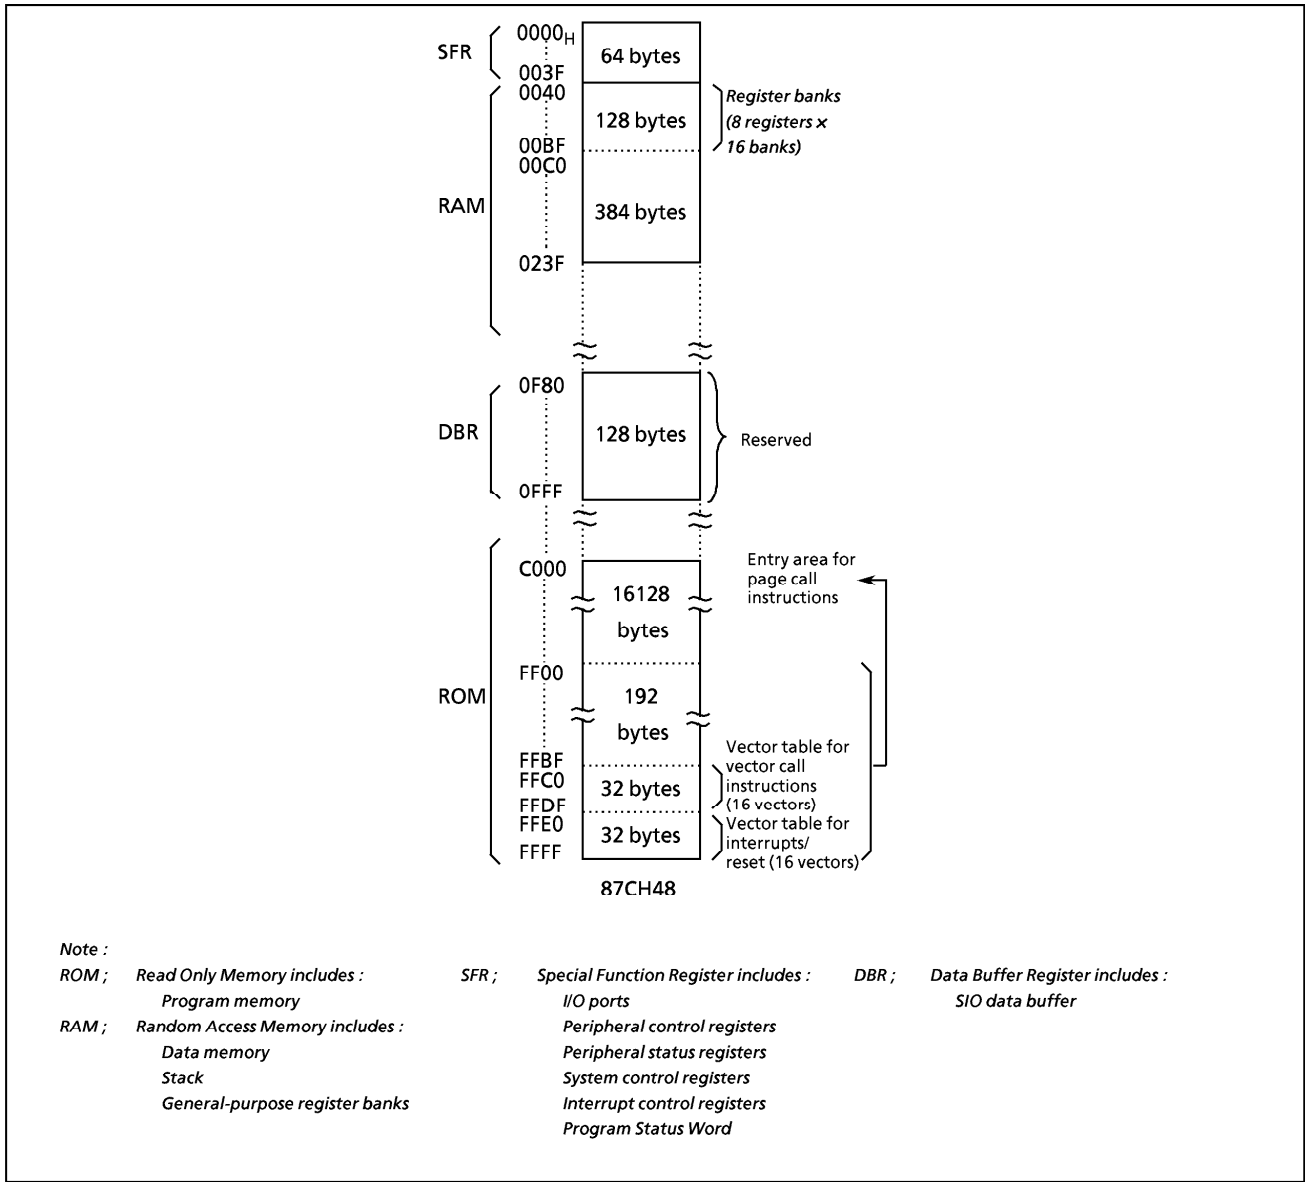 SFR
0000H
003F
64 bytes
RAM
0040
00BF
128 bytes
Register banks
(8 registers ×
16 banks)
00C0
023F
384 bytes
DBR
0F80
0FFF
128 bytes
Reserved
ROM
C000
16128
bytes
Entry area for
page call
instructions
FF00
FFBF
192
bytes
FFC0
FFDF
32 bytes
Vector table for
vector call
instructions
(16 vectors)
FFE0
FFFF
32 bytes
Vector table for
interrupts/
reset (16 vectors)
87CH48
Note :
ROM ; Read Only Memory includes :
Program memory
RAM ; Random Access Memory includes :
Data memory
Stack
General-purpose register banks
SFR ; Special Function Register includes :
I/O ports
Peripheral control registers
Peripheral status registers
System control registers
Interrupt control registers
Program Status Word
DBR ; Data Buffer Register includes :
SIO data buffer